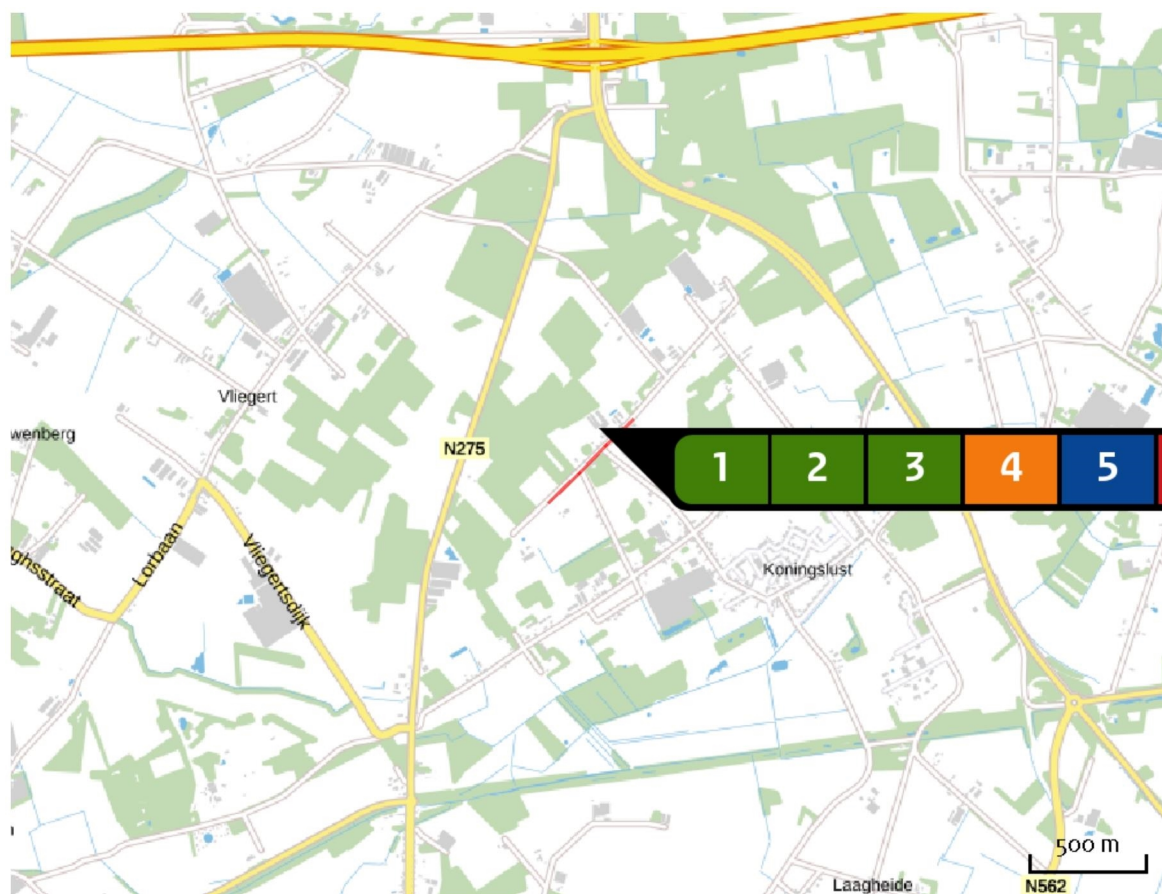 Vliegert
wenberg
N275
1 2 3 4 5
Lorbaan
ghsstraat
Vliegertsdijk
Koningslust
500 m
Laagheide
N562